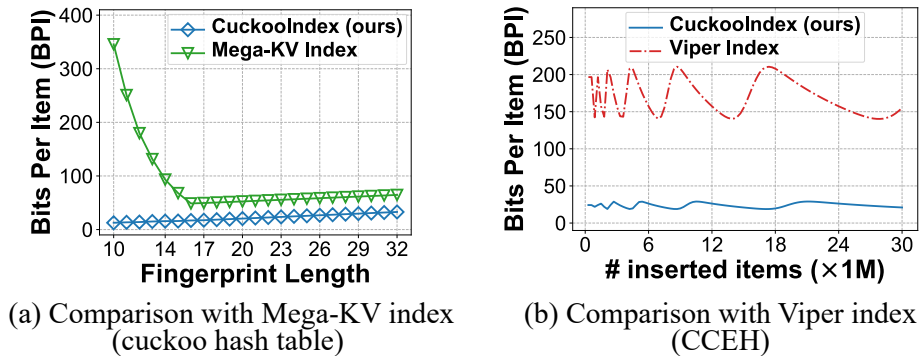 CuckooIndex (ours)
Mega-KV Index
Bits Per Item (BPI)
400
300
200
100
0
10 14 17 20 23 26 29 32
Fingerprint Length
(a) Comparison with Mega-KV index
(cuckoo hash table)
CuckooIndex (ours)
Viper Index
Bits Per Item (BPI)
250
200
150
100
50
0
0 6 12 18 24 30
# inserted items (×1M)
(b) Comparison with Viper index
(CCEH)